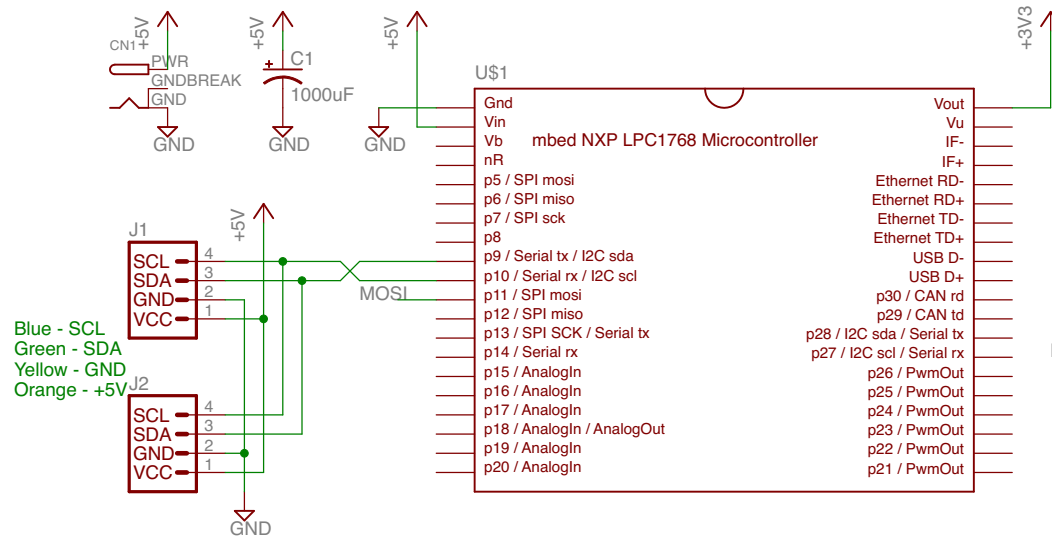 +5V
CN1
PWR
GNDBREAK
GND
GND
+5V
C1
+
1000uF
GND
+5V
GND
+3V3
U$1
mbed NXP LPC1768 Microcontroller
Gnd
Vin
Vb
nR
p5 / SPI mosi
p6 / SPI miso
p7 / SPI sck
p8
p9 / Serial tx / I2C sda
p10 / Serial rx / I2C scl
p11 / SPI mosi
p12 / SPI miso
p13 / SPI SCK / Serial tx
p14 / Serial rx
p15 / AnalogIn
p16 / AnalogIn
p17 / AnalogIn
p18 / AnalogIn / AnalogOut
p19 / AnalogIn
p20 / AnalogIn
Vout
Vu
IF-
IF+
Ethernet RD-
Ethernet RD+
Ethernet TD-
Ethernet TD+
USB D-
USB D+
p30 / CAN rd
p29 / CAN td
p28 / I2C sda / Serial tx
p27 / I2C scl / Serial rx
p26 / PwmOut
p25 / PwmOut
p24 / PwmOut
p23 / PwmOut
p22 / PwmOut
p21 / PwmOut
MOSI
+5V
J1
SCL 4
SDA 3
GND 2
VCC 1
Blue - SCL
Green - SDA
Yellow - GND
Orange - +5V
J2
SCL 4
SDA 3
GND 2
VCC 1
GND